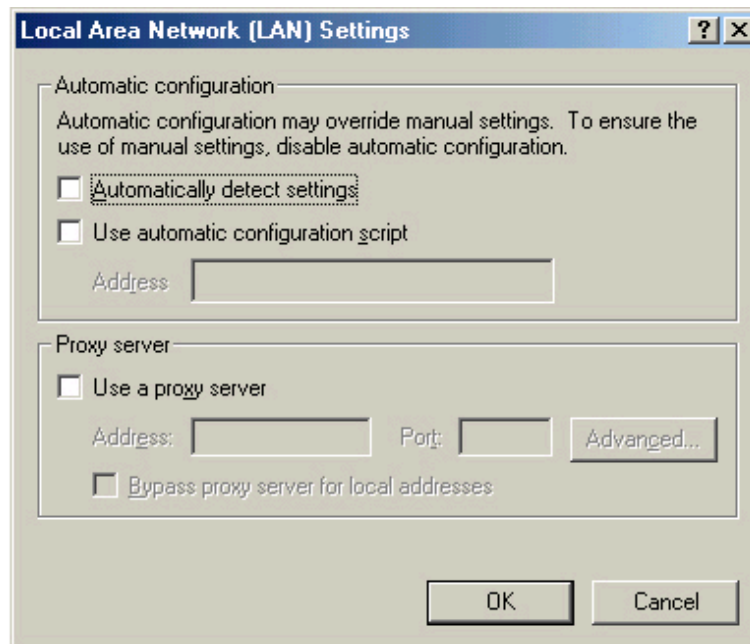 Local Area Network (LAN) Settings
Automatic configuration
Automatic configuration may override manual settings. To ensure the
use of manual settings, disable automatic configuration.
Automatically detect settings
Use automatic configuration script
Address
Proxy server
Use a proxy server
Address:
Port:
Advanced...
Bypass proxy server for local addresses
OK
Cancel